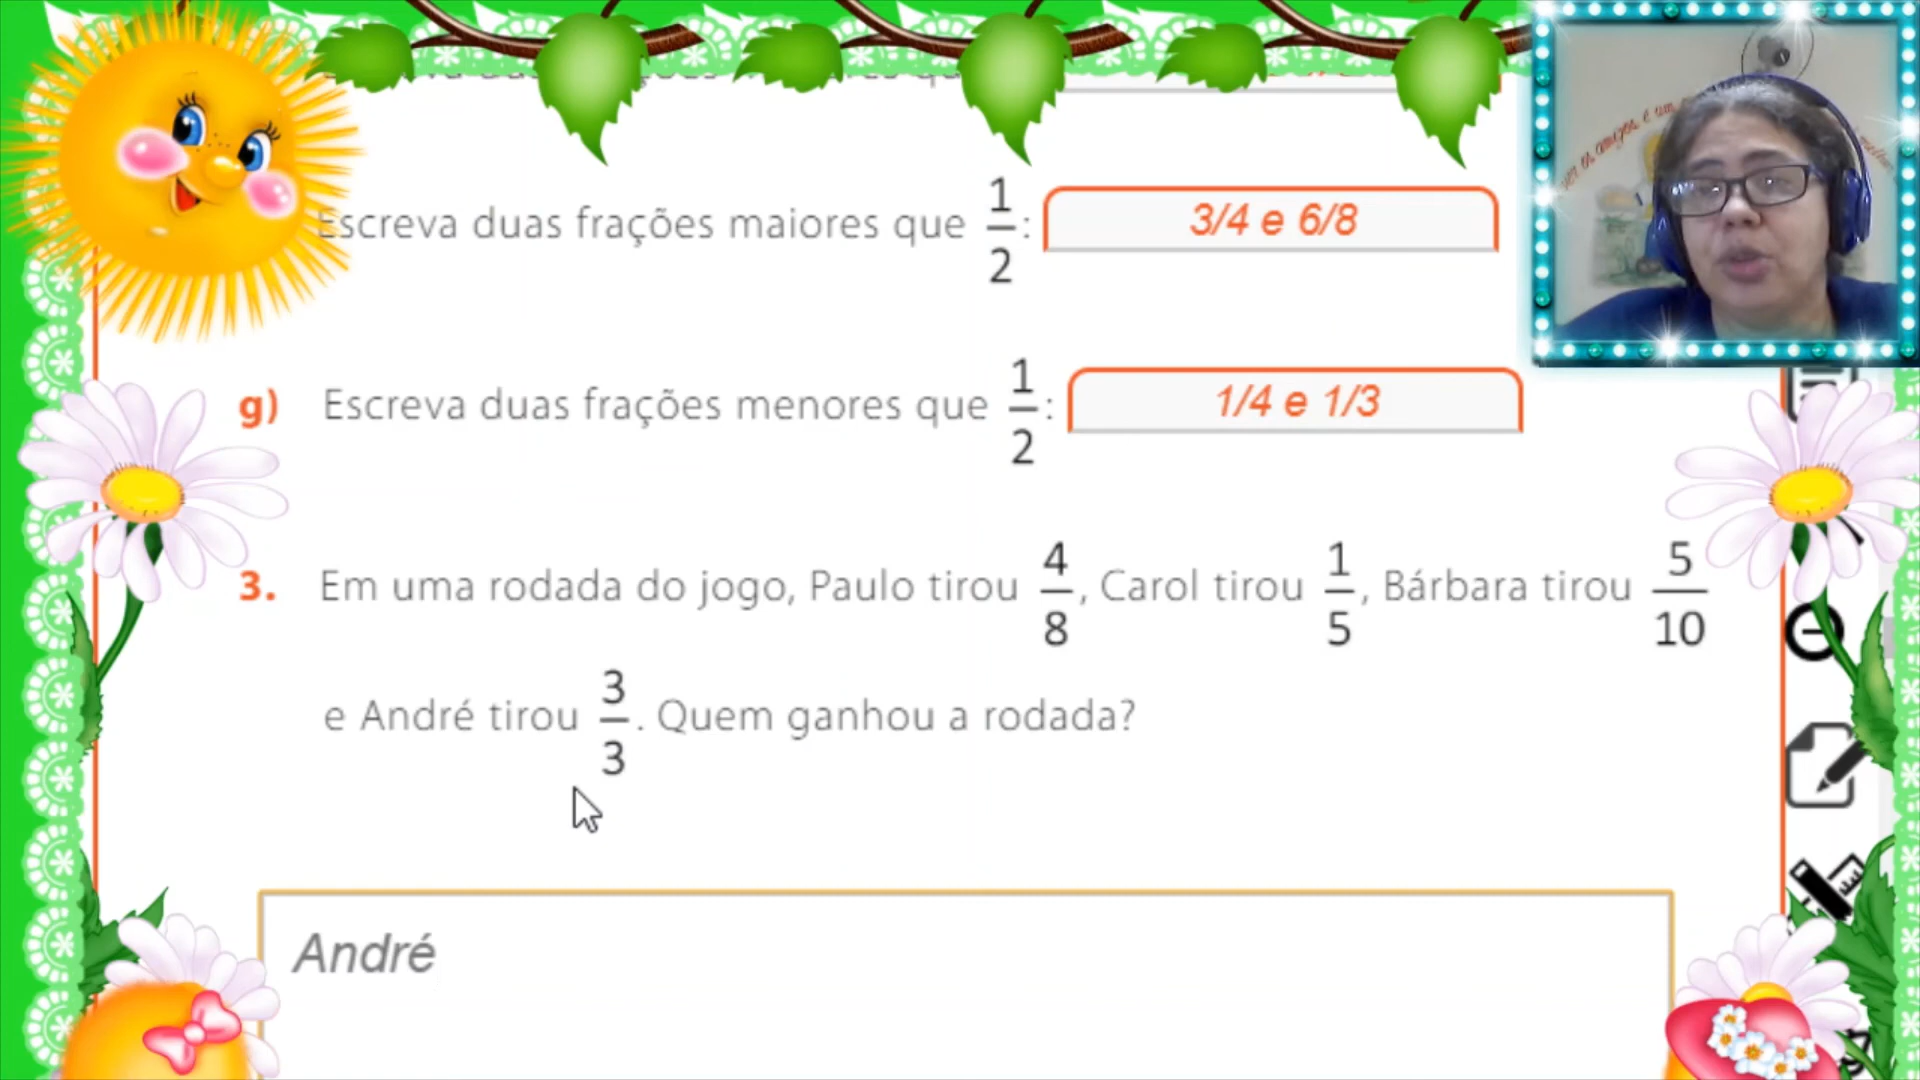 Escreva duas frações maiores que 1/2: 3/4 e 6/8
g) Escreva duas frações menores que 1/2: 1/4 e 1/3
3. Em uma rodada do jogo, Paulo tirou 4/8, Carol tirou 1/5, Bárbara tirou 5/10
e André tirou 3/3. Quem ganhou a rodada?
André